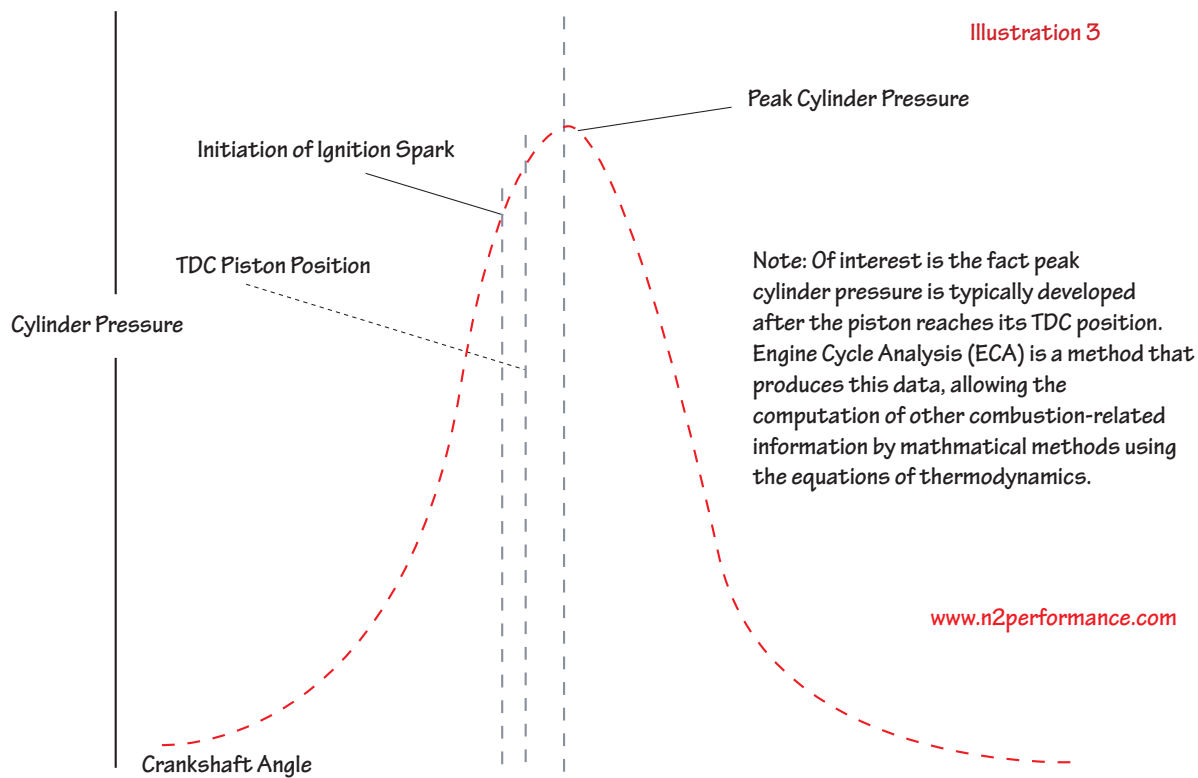 Illustration 3
Peak Cylinder Pressure
Initiation of Ignition Spark
TDC Piston Position
Cylinder Pressure
Note: Of interest is the fact peak
cylinder pressure is typically developed
after the piston reaches its TDC position.
Engine Cycle Analysis (ECA) is a method that
produces this data, allowing the
computation of other combustion-related
information by mathmatical methods using
the equations of thermodynamics.
www.n2performance.com
Crankshaft Angle